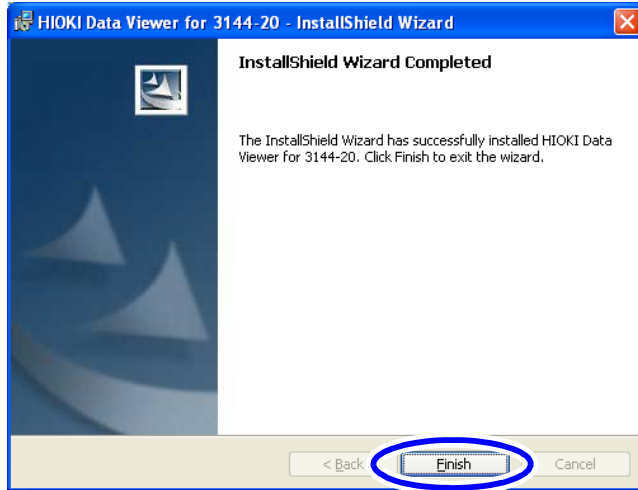 HIOKI Data Viewer for 3144-20 - InstallShield Wizard
InstallShield Wizard Completed
The InstallShield Wizard has successfully installed HIOKI Data
Viewer for 3144-20. Click Finish to exit the wizard.
< Back Finish Cancel